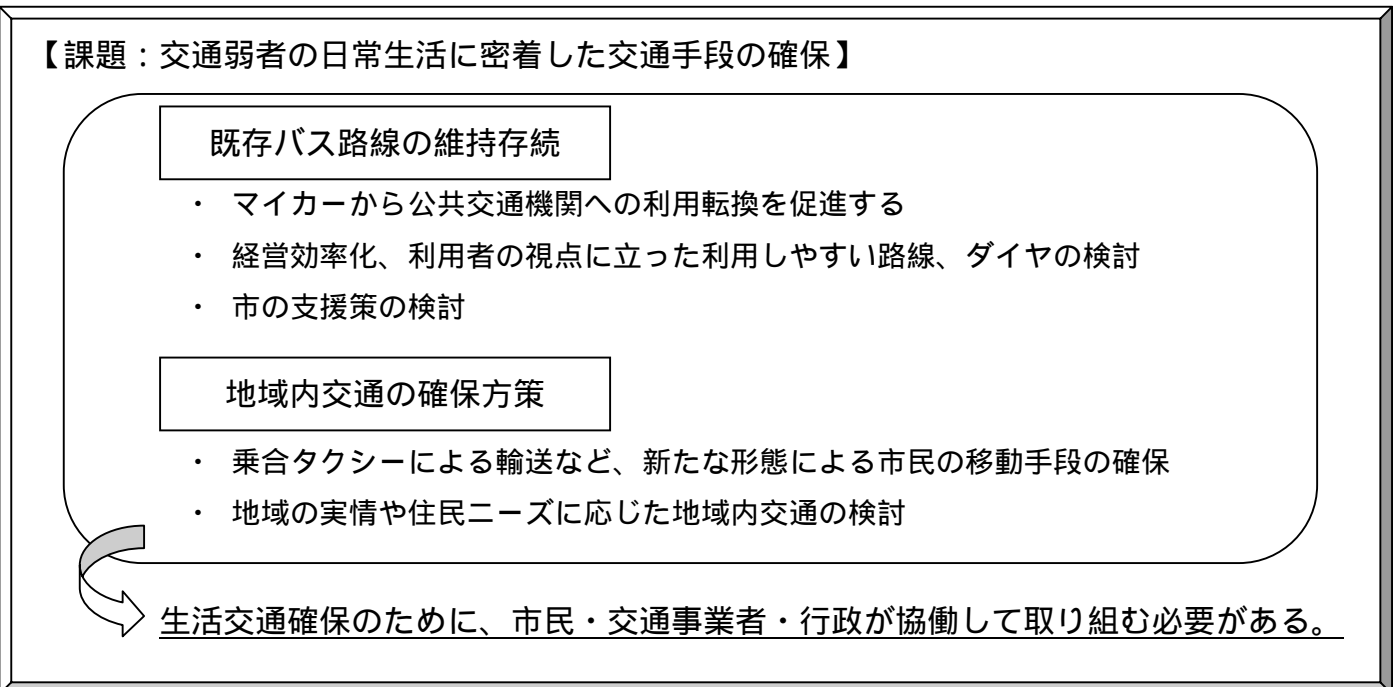 【課題：交通弱者の日常生活に密着した交通手段の確保】
既存バス路線の維持存続
・ マイカーから公共交通機関への利用転換を促進する
・ 経営効率化、利用者の視点に立った利用しやすい路線、ダイヤの検討
・ 市の支援策の検討
地域内交通の確保方策
・ 乗合タクシーによる輸送など、新たな形態による市民の移動手段の確保
・ 地域の実情や住民ニーズに応じた地域内交通の検討
生活交通確保のために、市民・交通事業者・行政が協働して取り組む必要がある。